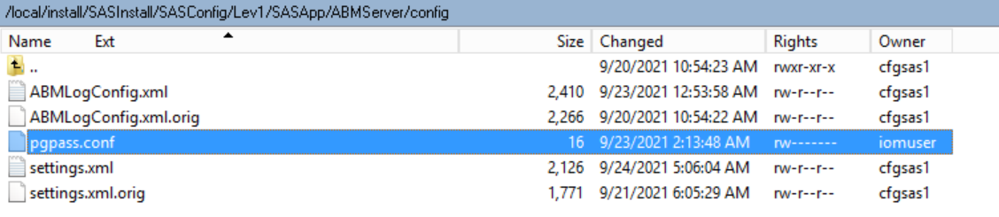 /local/install/SASInstall/SASConfig/Lev1/SASApp/ABMServer/config
Name Ext Size Changed Rights Owner
.. 9/20/2021 10:54:23 AM rwxr-xr-x cfgsas1
ABMLogConfig.xml 2,410 9/23/2021 12:53:58 AM rw-r--r-- cfgsas1
ABMLogConfig.xml.orig 2,266 9/20/2021 10:54:22 AM rw-r--r-- cfgsas1
pgpass.conf 16 9/23/2021 2:13:48 AM rw------- iomuser
settings.xml 2,126 9/24/2021 5:06:04 AM rw-r--r-- cfgsas1
settings.xml.orig 1,771 9/21/2021 6:05:29 AM rw-r--r-- cfgsas1